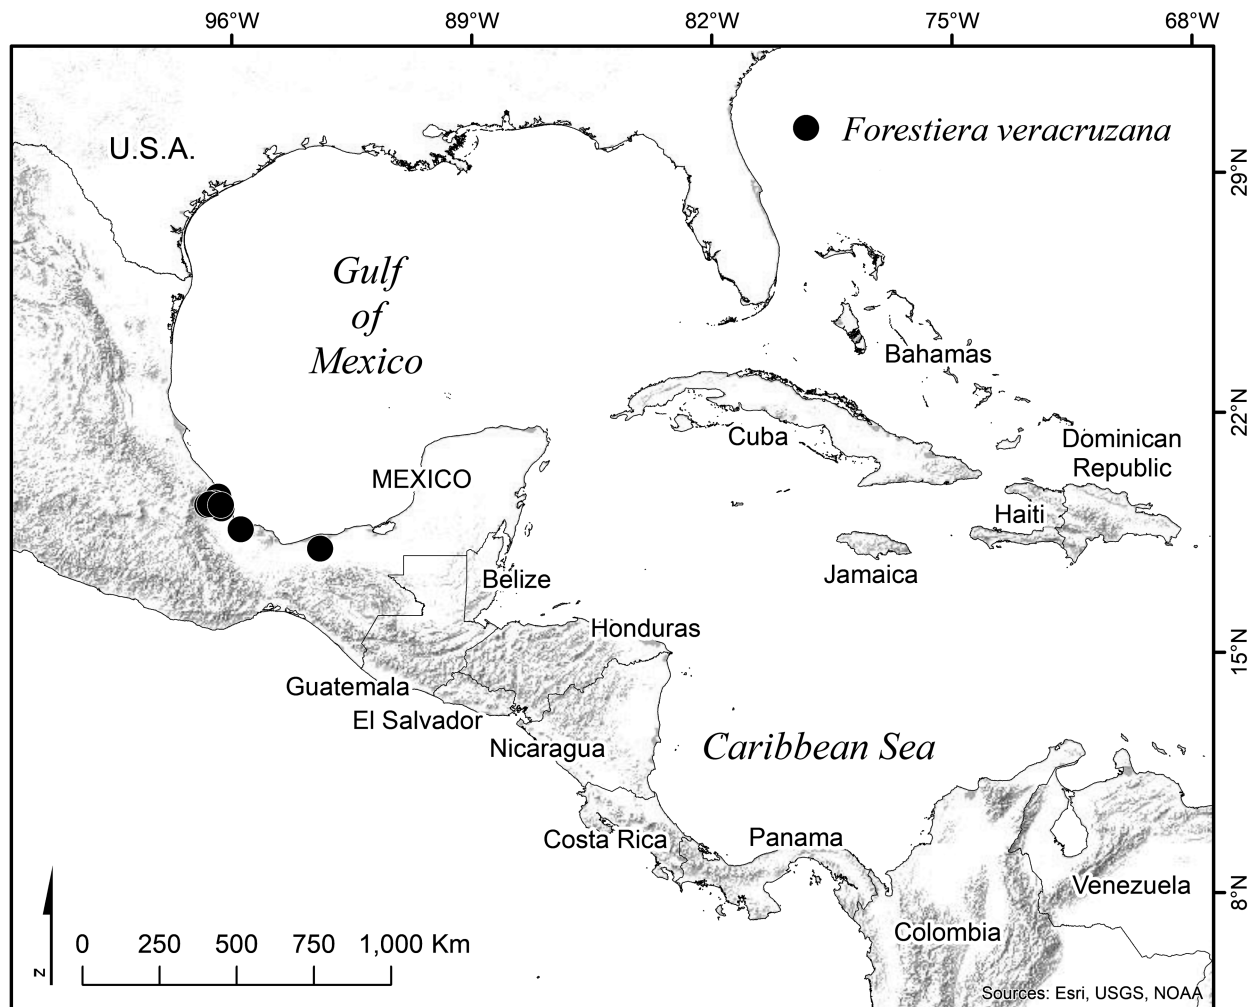 96°W 89°W 82°W 75°W 68°W
Forestiera veracruzana
U.S.A.
29°N
Gulf
of
Mexico
Bahamas
22°N
Cuba
Dominican
Republic
MEXICO
Haiti
Jamaica
Belize
Honduras
15°N
Guatemala
El Salvador
Nicaragua
Caribbean Sea
Costa Rica
Panama
Venezuela
8°N
Colombia
0 250 500 750 1,000 Km
N
Sources: Esri, USGS, NOAA